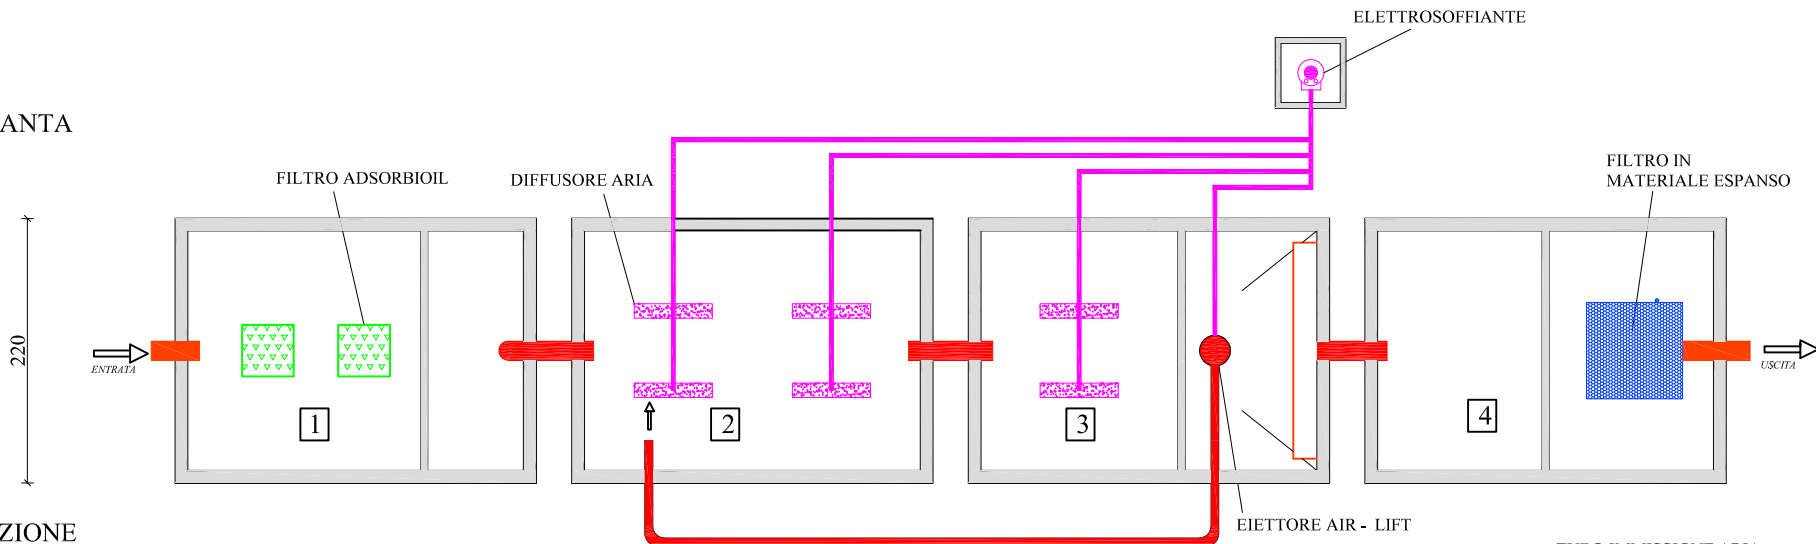 ELETTROSOFFIANTE
ANTA
FILTRO IN
MATERIALE ESPANSO
FILTRO ADSORBIOIL
DIFFUSORE ARIA
220
ENTRATA
USCITA
1
2
3
4
EIETTORE AIR - LIFT
ZIONE